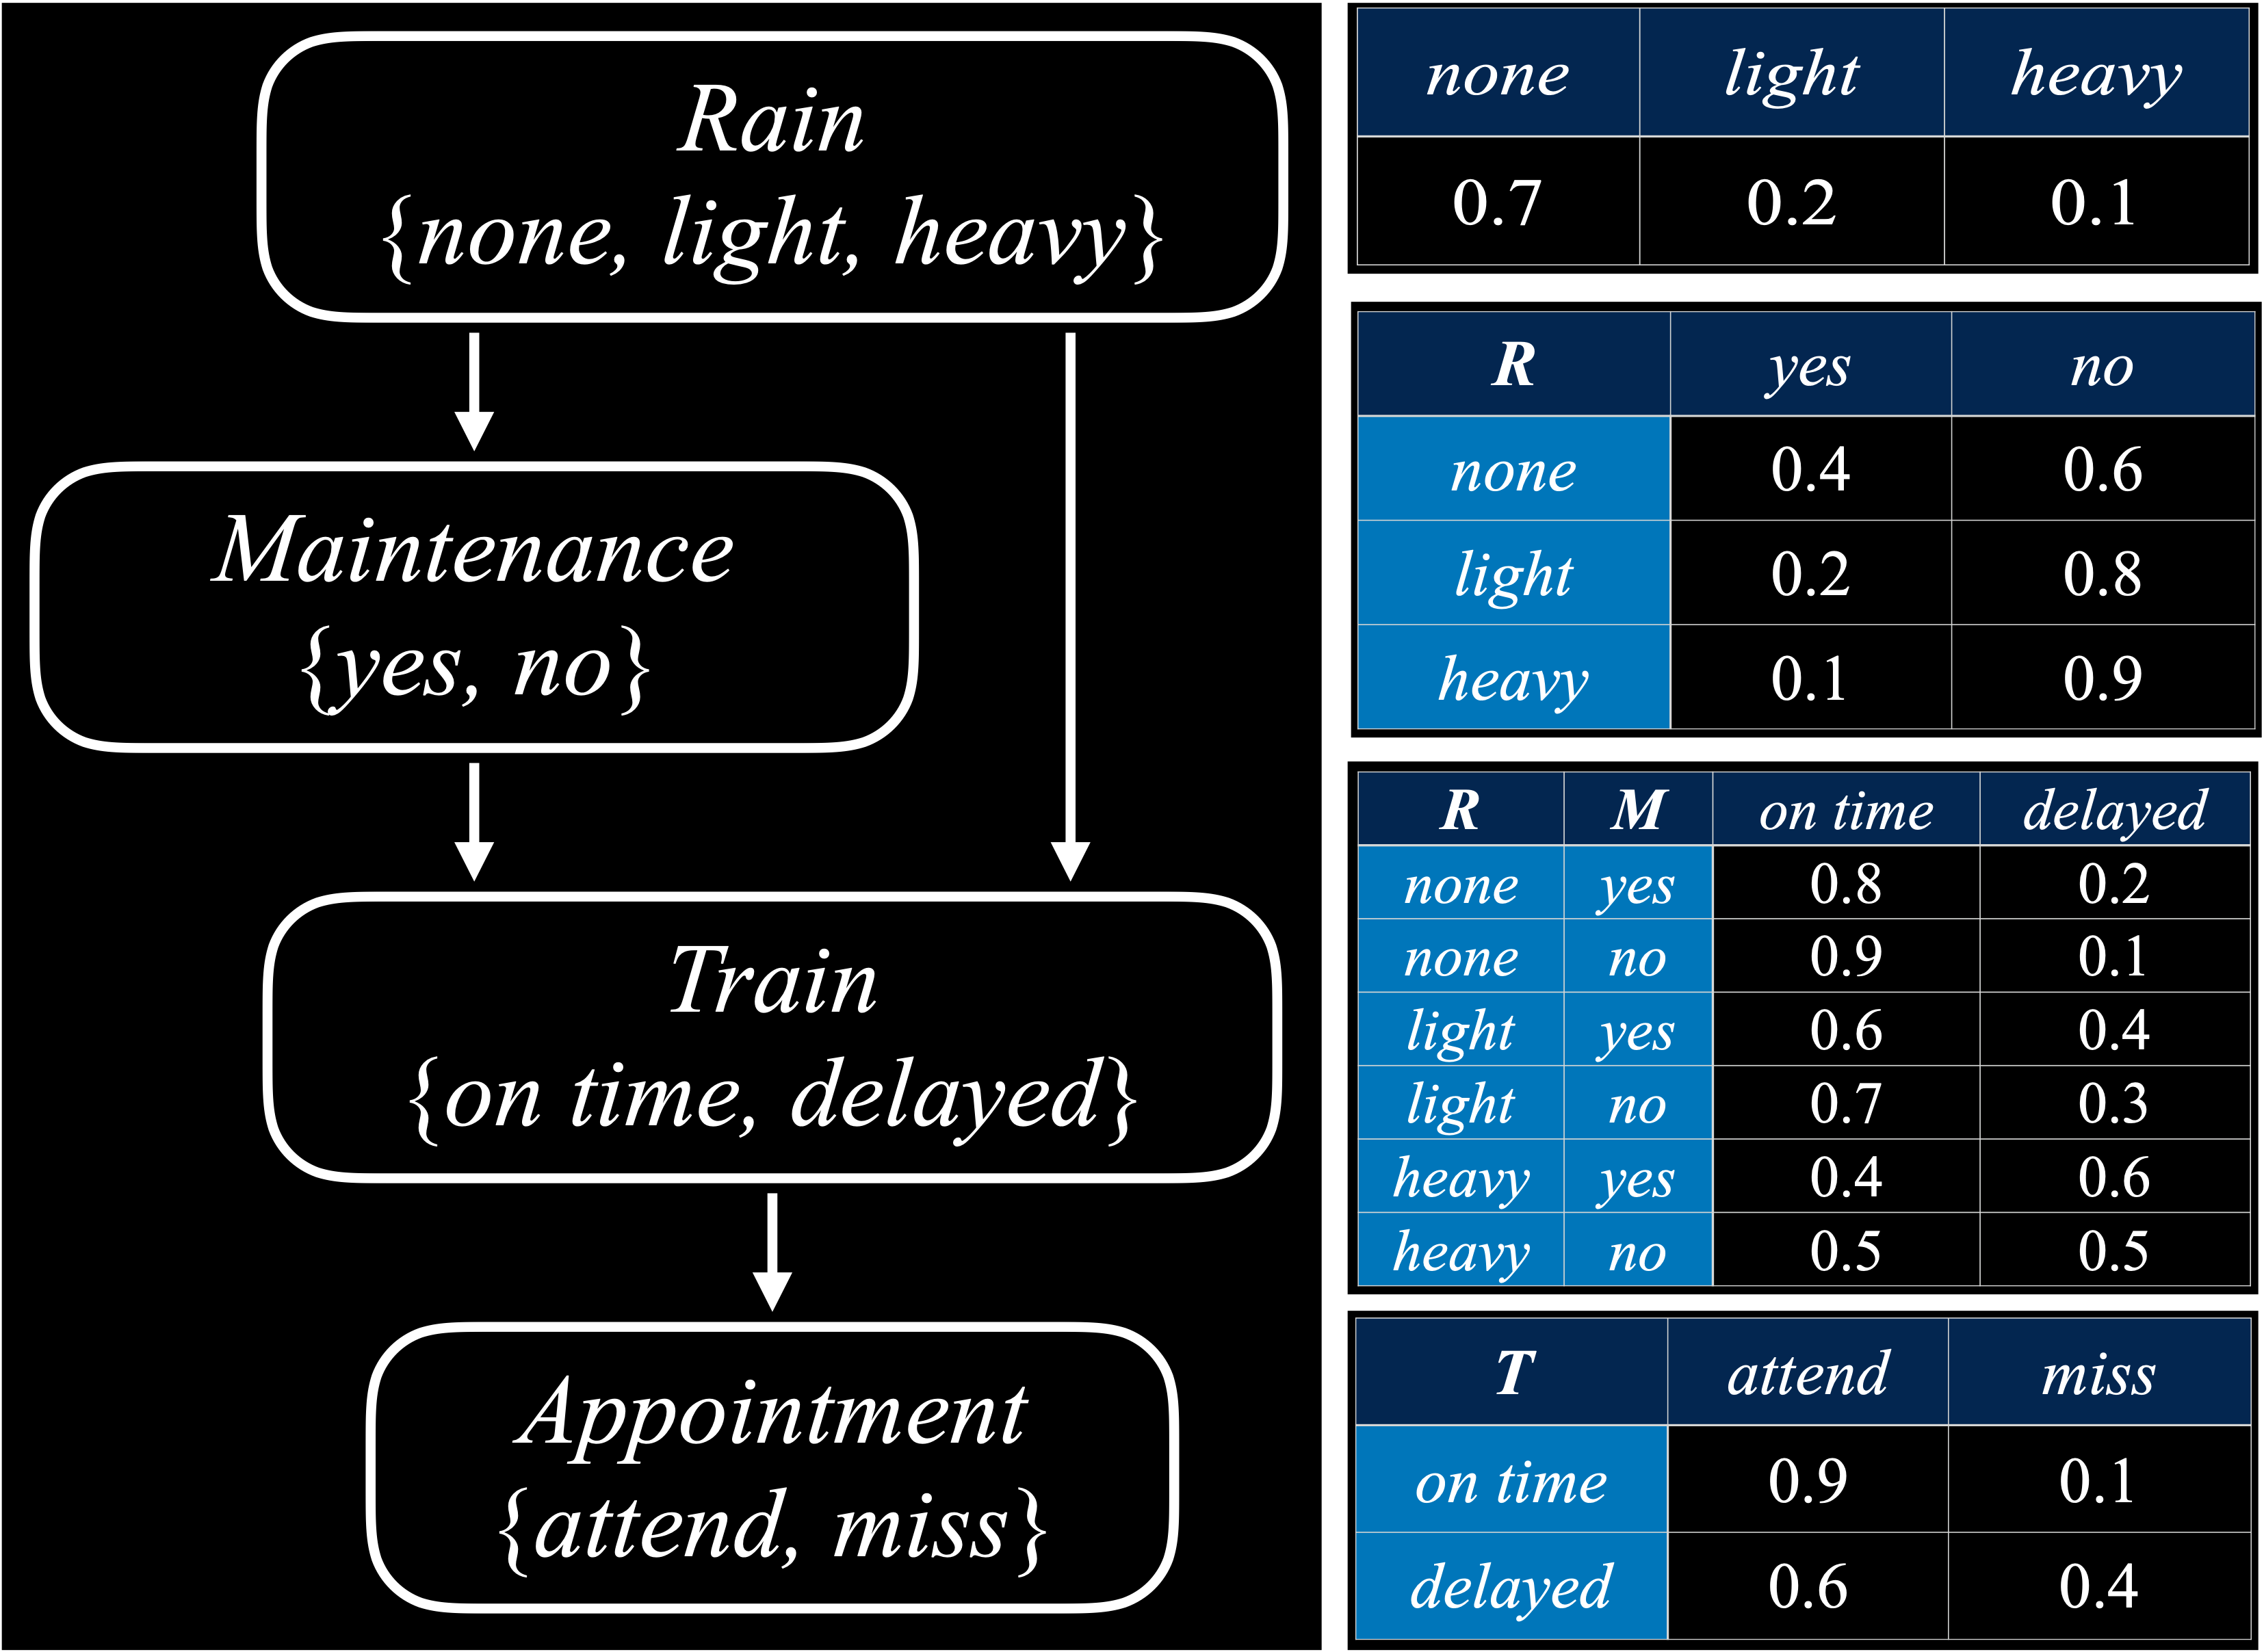 Rain
{none, light, heavy}
Maintenance
{yes, no}
Train
{on time, delayed}
Appointment
{attend, miss}
none light heavy
0.7 0.2 0.1
R yes no
none 0.4 0.6
light 0.2 0.8
heavy 0.1 0.9
R M on time delayed
none yes 0.8 0.2
none no 0.9 0.1
light yes 0.6 0.4
light no 0.7 0.3
heavy yes 0.4 0.6
heavy no 0.5 0.5
T attend miss
on time 0.9 0.1
delayed 0.6 0.4